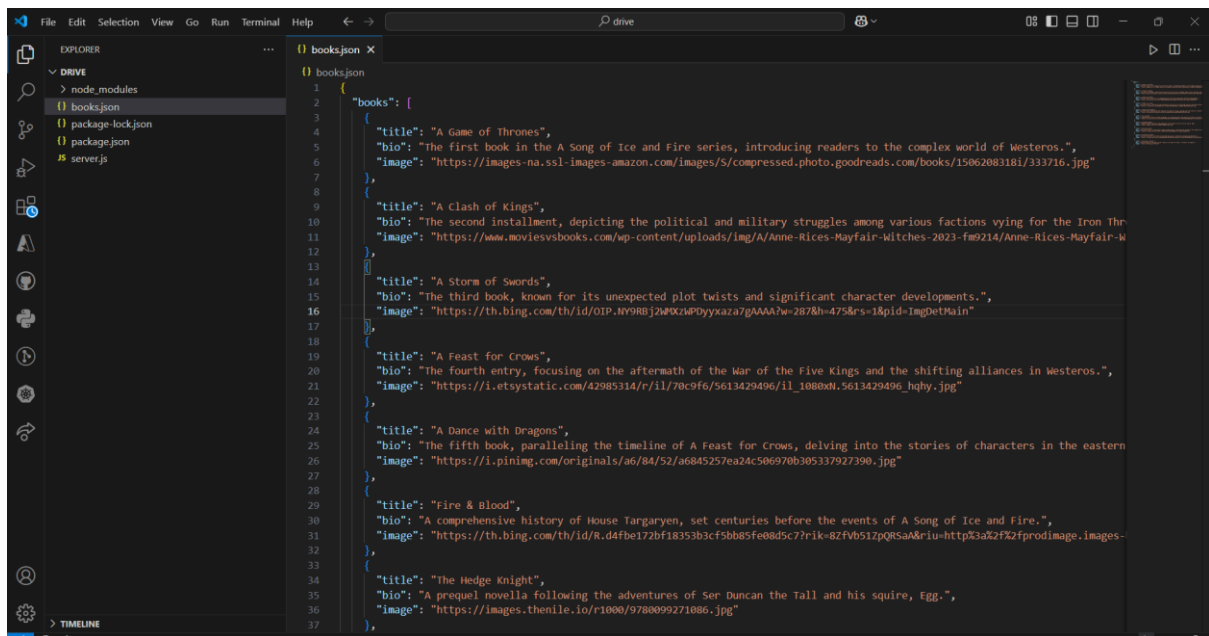 File Edit Selection View Go Run Terminal Help
drive
EXPLORER
DRIVE
node_modules
{} books.json
{} package-lock.json
{} package.json
JS server.js
TIMELINE
{} books.json
{} books.json
1 {
2 "books": [
3 {
4 "title": "A Game of Thrones",
5 "bio": "The first book in the A Song of Ice and Fire series, introducing readers to the complex world of Westeros.",
6 "image": "https://images-na.ssl-images-amazon.com/images/S/compressed.photo.goodreads.com/books/1506208318i/333716.jpg"
7 },
8 {
9 "title": "A Clash of Kings",
10 "bio": "The second installment, depicting the political and military struggles among various factions vying for the Iron Thr
11 "image": "https://www.moviesvsbooks.com/wp-content/uploads/img/A/Anne-Rices-Mayfair-Witches-2023-fm9214/Anne-Rices-Mayfair-W
12 },
13 {
14 "title": "A Storm of Swords",
15 "bio": "The third book, known for its unexpected plot twists and significant character developments.",
16 "image": "https://th.bing.com/th/id/OIP.NY9RBj2WMXzWPDyyxaza7gAAAA?w=287&h=475&rs=1&pid=ImgDetMain"
17 },
18 {
19 "title": "A Feast for Crows",
20 "bio": "The fourth entry, focusing on the aftermath of the War of the Five Kings and the shifting alliances in Westeros.",
21 "image": "https://i.etsystatic.com/42985314/r/il/70c9f6/5613429496/il_1080xN.5613429496_hqhy.jpg"
22 },
23 {
24 "title": "A Dance with Dragons",
25 "bio": "The fifth book, paralleling the timeline of A Feast for Crows, delving into the stories of characters in the eastern
26 "image": "https://i.pinimg.com/originals/a6/84/52/a6845257ea24c506970b305337927390.jpg"
27 },
28 {
29 "title": "Fire & Blood",
30 "bio": "A comprehensive history of House Targaryen, set centuries before the events of A Song of Ice and Fire.",
31 "image": "https://th.bing.com/th/id/R.d4fbe172bf18353b3cf5bb85fe08d5c7?rik=8ZfVb51ZpQRSaA&riu=http%3a%2f%2fprodimage.images-
32 },
33 {
34 "title": "The Hedge Knight",
35 "bio": "A prequel novella following the adventures of Ser Duncan the Tall and his squire, Egg.",
36 "image": "https://images.thenile.io/r1000/9780099271086.jpg"
37 },